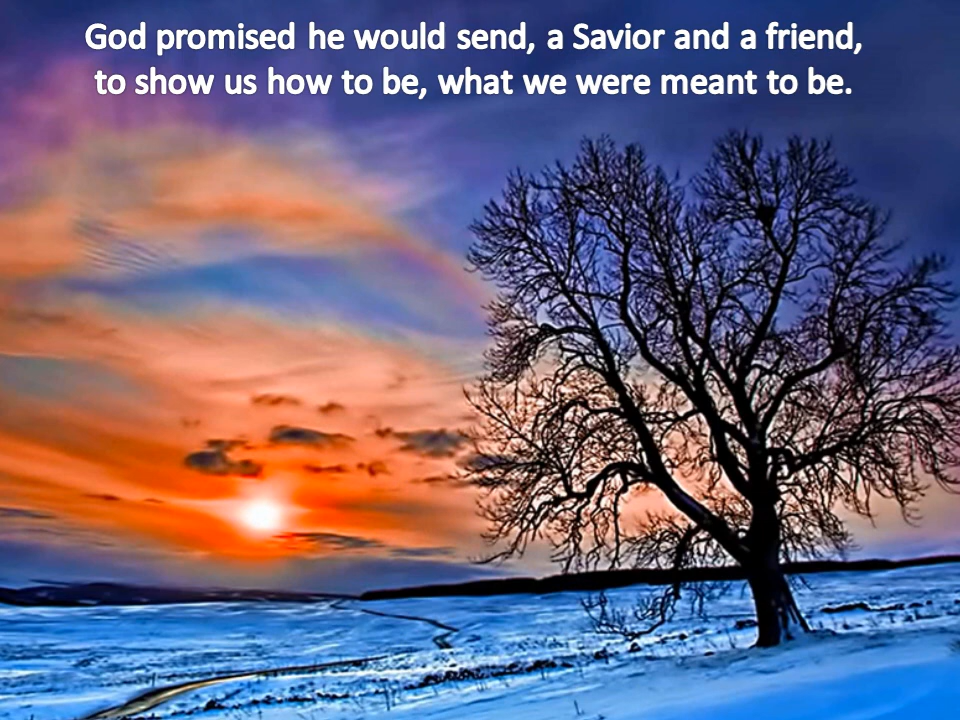 God promised he would send, a Savior and a friend,
to show us how to be, what we were meant to be.